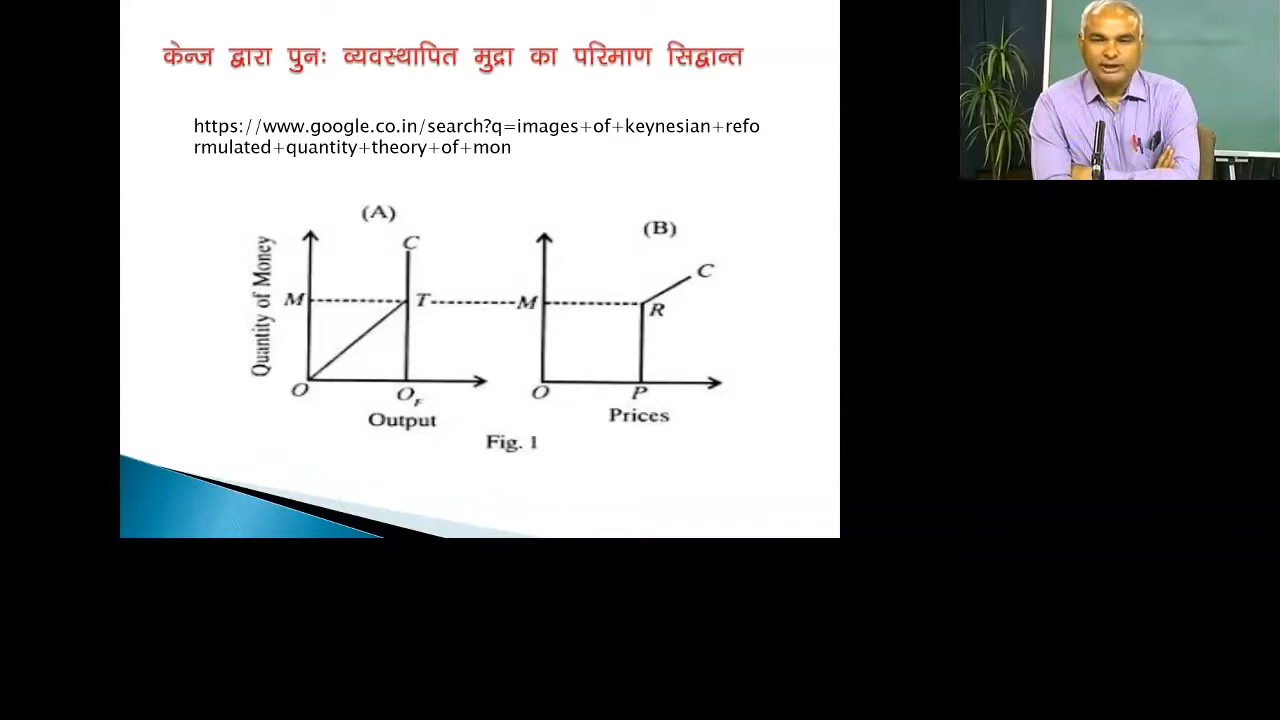 केन्ज द्वारा पुनः व्यवस्थापित मुद्रा का परिमाण सिद्वान्त
https://www.google.co.in/search?q=images+of+keynesian+refo
rmulated+quantity+theory+of+mon
(A)
(B)
Quantity of Money
C
C
M
T
M
R
O
O_F
O
P
Output
Prices
Fig. 1